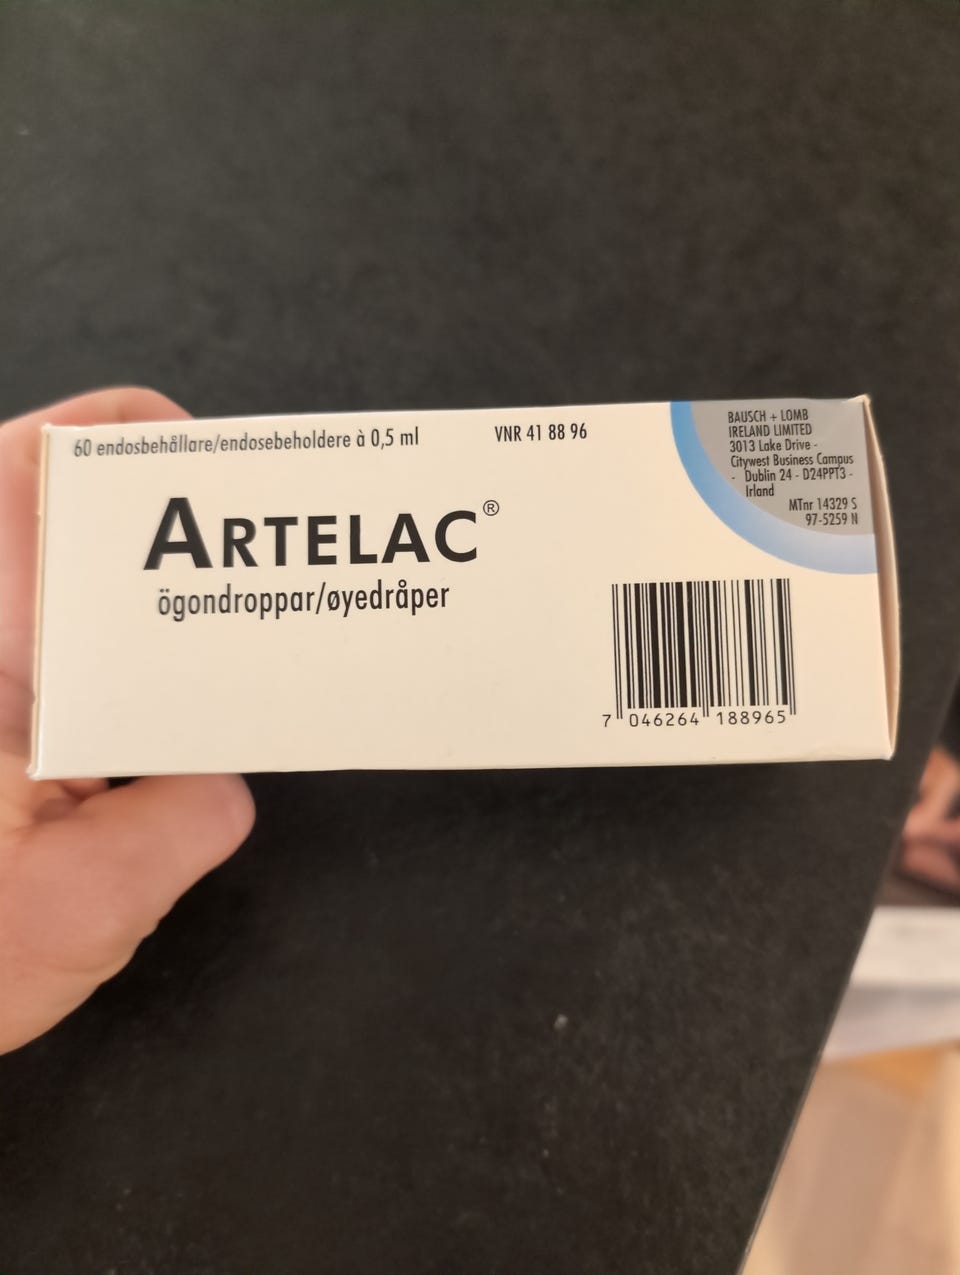 60 endosbehållare/endosebeholdere à 0,5 ml
VNR 41 88 96
ARTELAC®
ögondroppar/øyedråper
BAUSCH + LOMB
IRELAND LIMITED
3013 Lake Drive -
Citywest Business Campus
- Dublin 24 - D24PPT3 -
Irland
MTnr 14329 S
97-5259 N
7 046264 188965